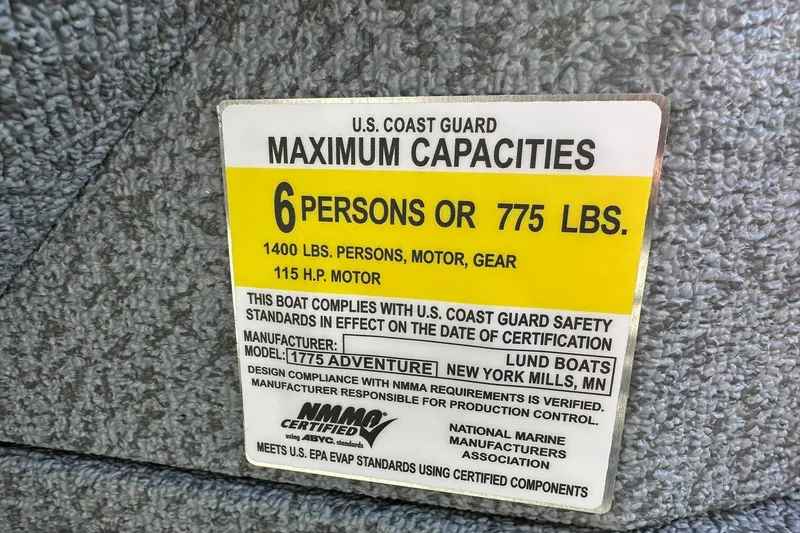 U.S. COAST GUARD
MAXIMUM CAPACITIES
6 PERSONS OR 775 LBS.
1400 LBS. PERSONS, MOTOR, GEAR
115 H.P. MOTOR
THIS BOAT COMPLIES WITH U.S. COAST GUARD SAFETY
STANDARDS IN EFFECT ON THE DATE OF CERTIFICATION
MANUFACTURER: LUND BOATS
MODEL: 1775 ADVENTURE NEW YORK MILLS, MN
DESIGN COMPLIANCE WITH NMMA REQUIREMENTS IS VERIFIED.
MANUFACTURER RESPONSIBLE FOR PRODUCTION CONTROL.
NMMA®
CERTIFIED
using ABYC. standards
NATIONAL MARINE
MANUFACTURERS
ASSOCIATION
MEETS U.S. EPA EVAP STANDARDS USING CERTIFIED COMPONENTS